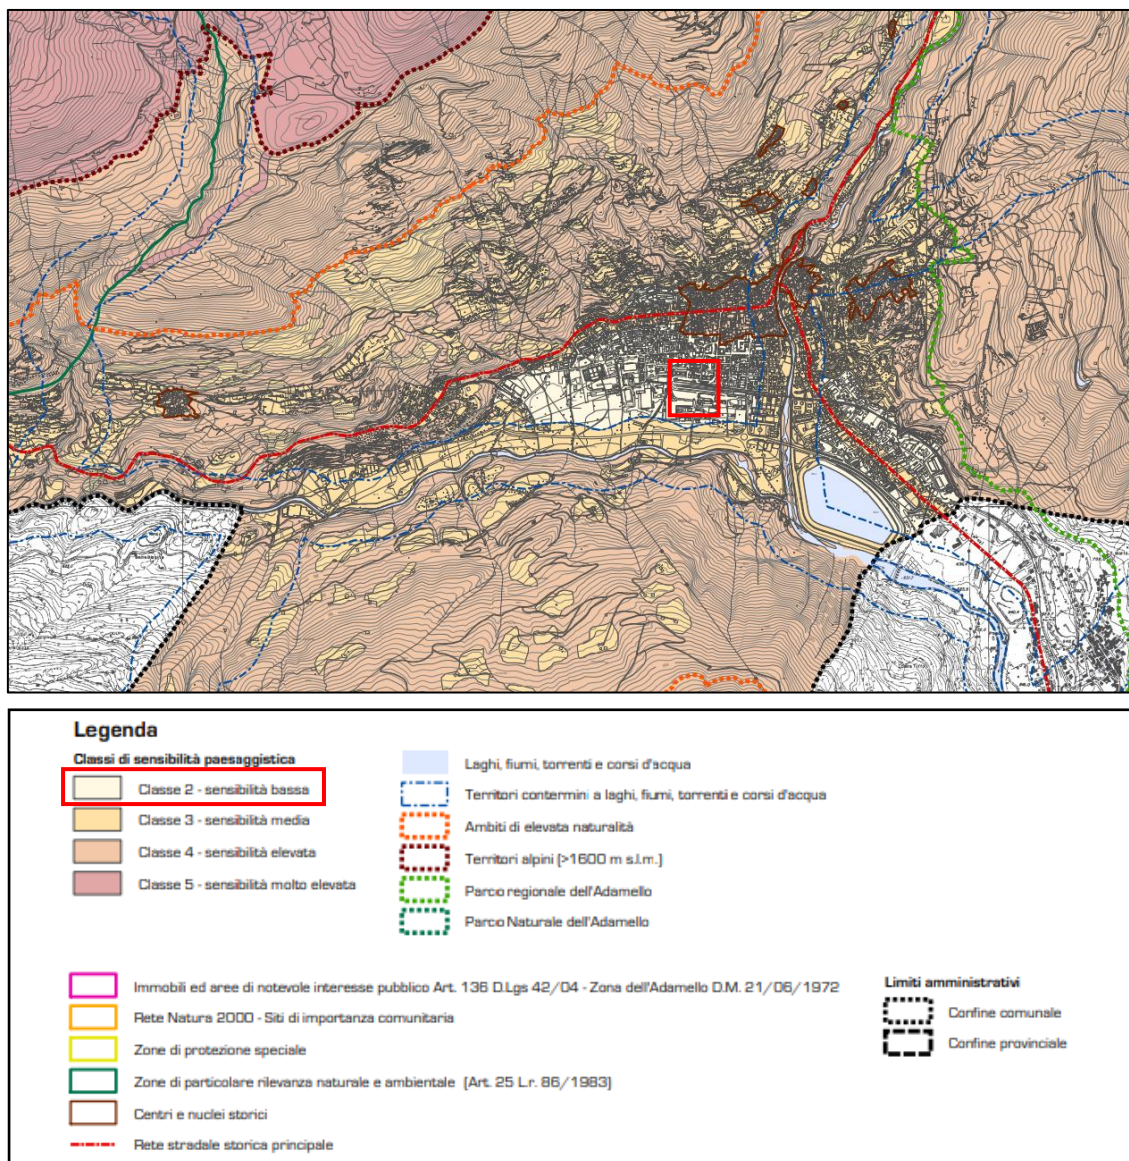 Legenda
Classi di sensibilità paesaggistica
Classe 2 - sensibilità bassa
Classe 3 - sensibilità media
Classe 4 - sensibilità elevata
Classe 5 - sensibilità molto elevata
Laghi, fiumi, torrenti e corsi d'acqua
Territori contermini a laghi, fiumi, torrenti e corsi d'acqua
Ambiti di elevata naturalità
Territori alpini (>1600 m s.l.m.)
Parco regionale dell'Adamello
Parco Naturale dell'Adamello
Immobili ed aree di notevole interesse pubblico Art. 136 D.Lgs 42/04 - Zona dell'Adamello D.M. 21/06/1972
Rete Natura 2000 - Siti di importanza comunitaria
Zone di protezione speciale
Zone di particolare rilevanza naturale e ambientale (Art. 25 L.r. 86/1983)
Centri e nuclei storici
Rete stradale storica principale
Limiti amministrativi
Confine comunale
Confine provinciale